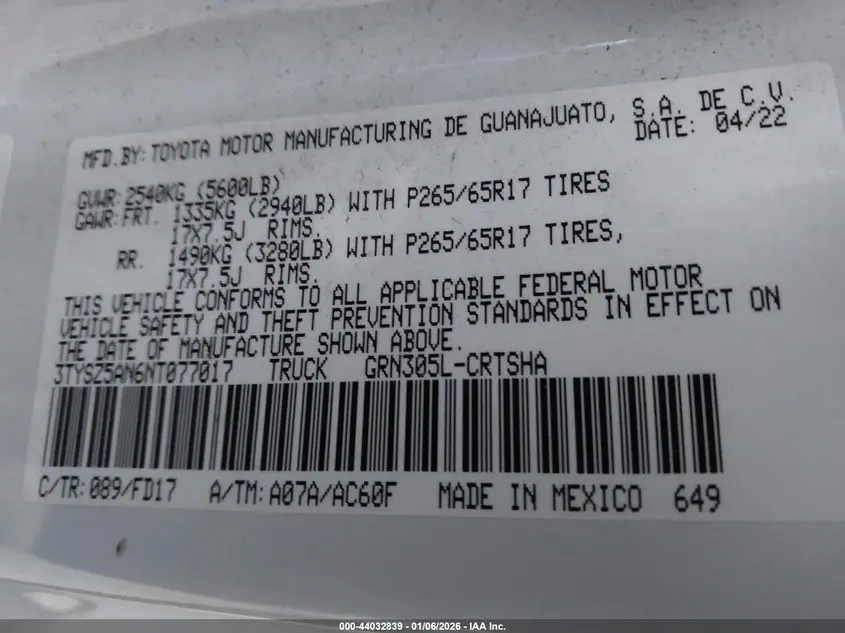 MFD.BY: TOYOTA MOTOR MANUFACTURING DE GUANAJUATO, S.A. DE C.V.
DATE: 04/22
GVWR: 2540KG (5600LB)
GAWR: FRT. 1335KG (2940LB) WITH P265/65R17 TIRES
17X7.5J RIMS.
RR. 1490KG (3280LB) WITH P265/65R17 TIRES,
17X7.5J RIMS.
THIS VEHICLE CONFORMS TO ALL APPLICABLE FEDERAL MOTOR
VEHICLE SAFETY AND THEFT PREVENTION STANDARDS IN EFFECT ON
THE DATE OF MANUFACTURE SHOWN ABOVE.
3TYSZ5AN6NT077017 TRUCK GRN305L-CRTSHA
C/TR: 089/FD17 A/TM: A07A/AC60F MADE IN MEXICO 649
000-44032839 - 01/06/2026 - IAA Inc.